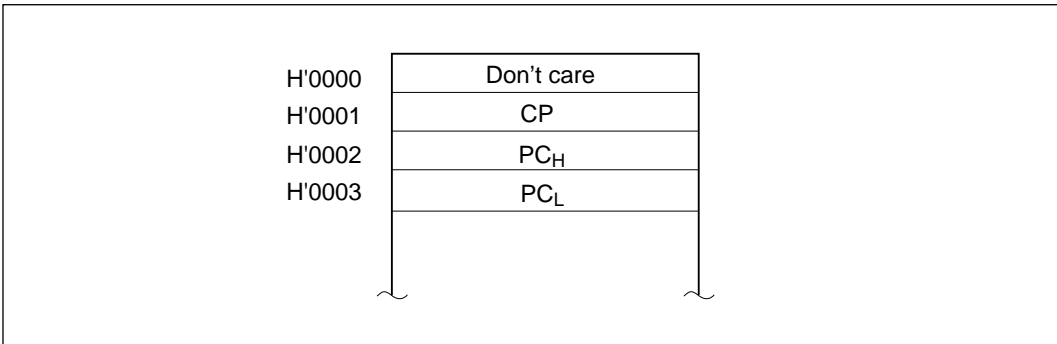 H'0000 Don't care
H'0001 CP
H'0002 PCH
H'0003 PCL